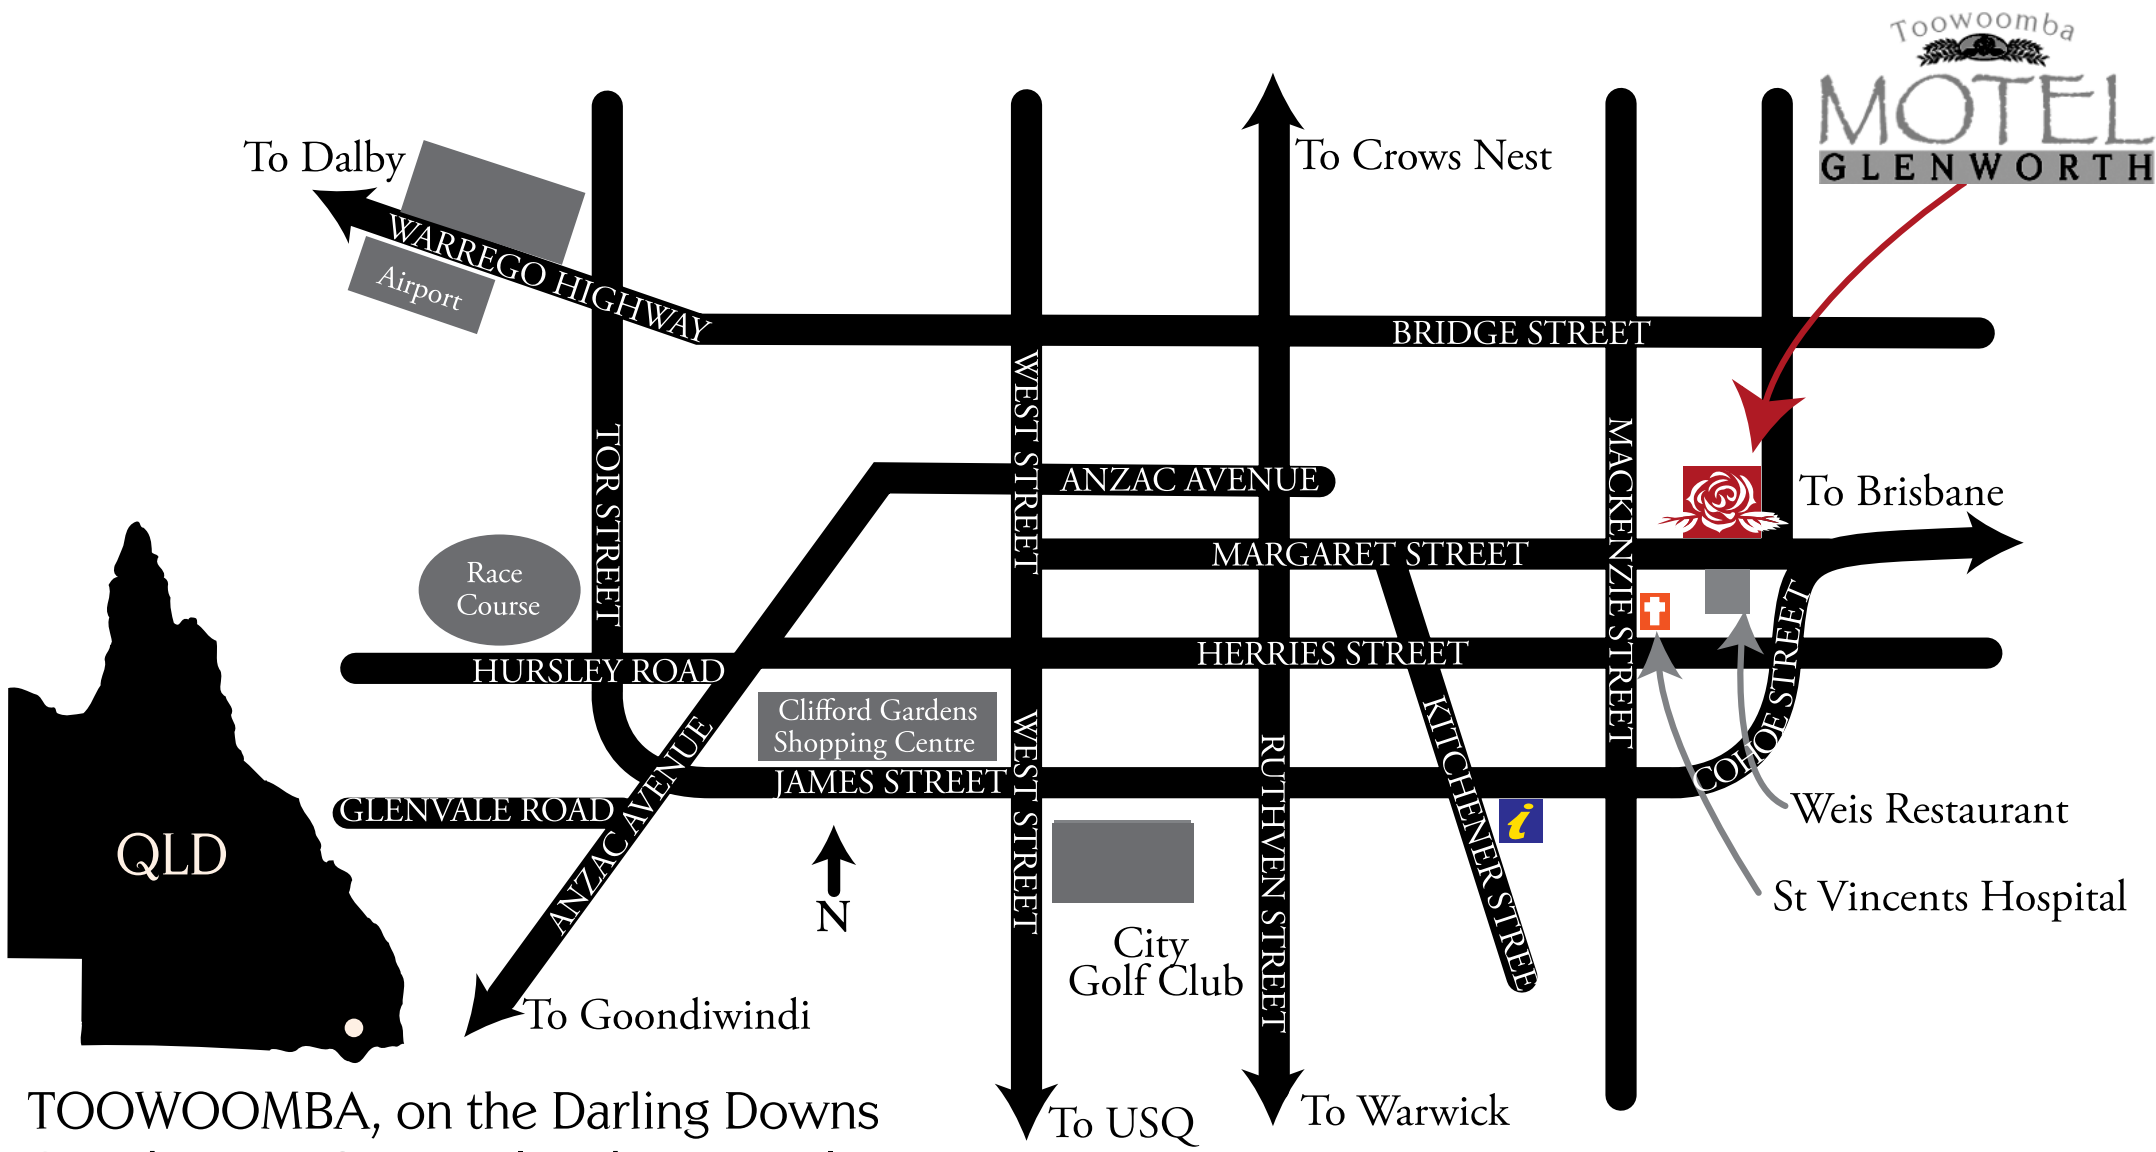 Toowoomba
MOTEL
GLENWORTH
To Dalby
To Crows Nest
WARREGO HIGHWAY
Airport
BRIDGE STREET
WEST STREET
TOR STREET
MACKENZIE STREET
ANZAC AVENUE
To Brisbane
MARGARET STREET
Race
Course
COHOE STREET
HERRIES STREET
HURSLEY ROAD
Clifford Gardens
Shopping Centre
JAMES STREET
WEST STREET
RUTHVEN STREET
KITCHENER STREE
ANZAC AVENUE
GLENVALE ROAD
i
Weis Restaurant
QLD
St Vincents Hospital
N
City
Golf Club
To Goondiwindi
To USQ
To Warwick
TOOWOOMBA, on the Darling Downs